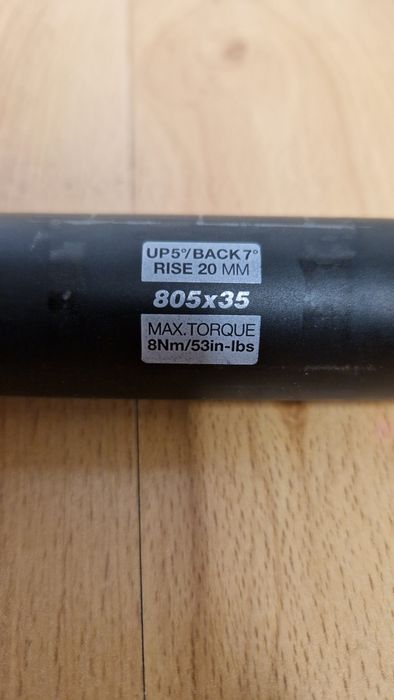 UP5°/BACK7°
RISE 20 MM
805x35
MAX.TORQUE
8Nm/53in-lbs